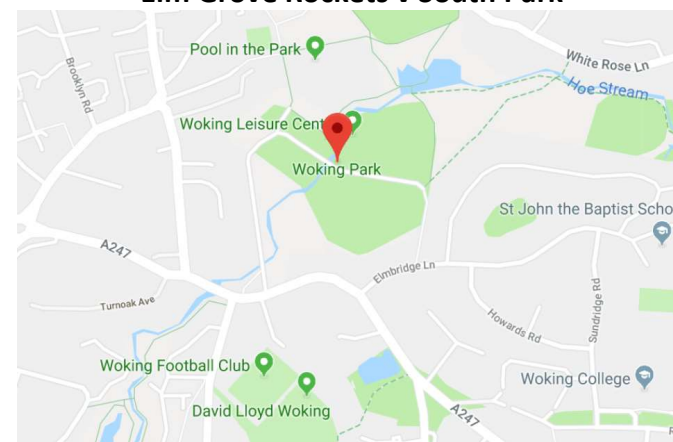 Elm Grove Rockets v South Park
Pool in the Park
White Rose Ln
Brooklyn Rd
Hoe Stream
Woking Leisure Cent
Woking Park
St John the Baptist Scho
A247
Elmbridge Ln
Turnoak Ave
Sundridge Rd
Howards Rd
Woking Football Club
Woking College
David Lloyd Woking
A247